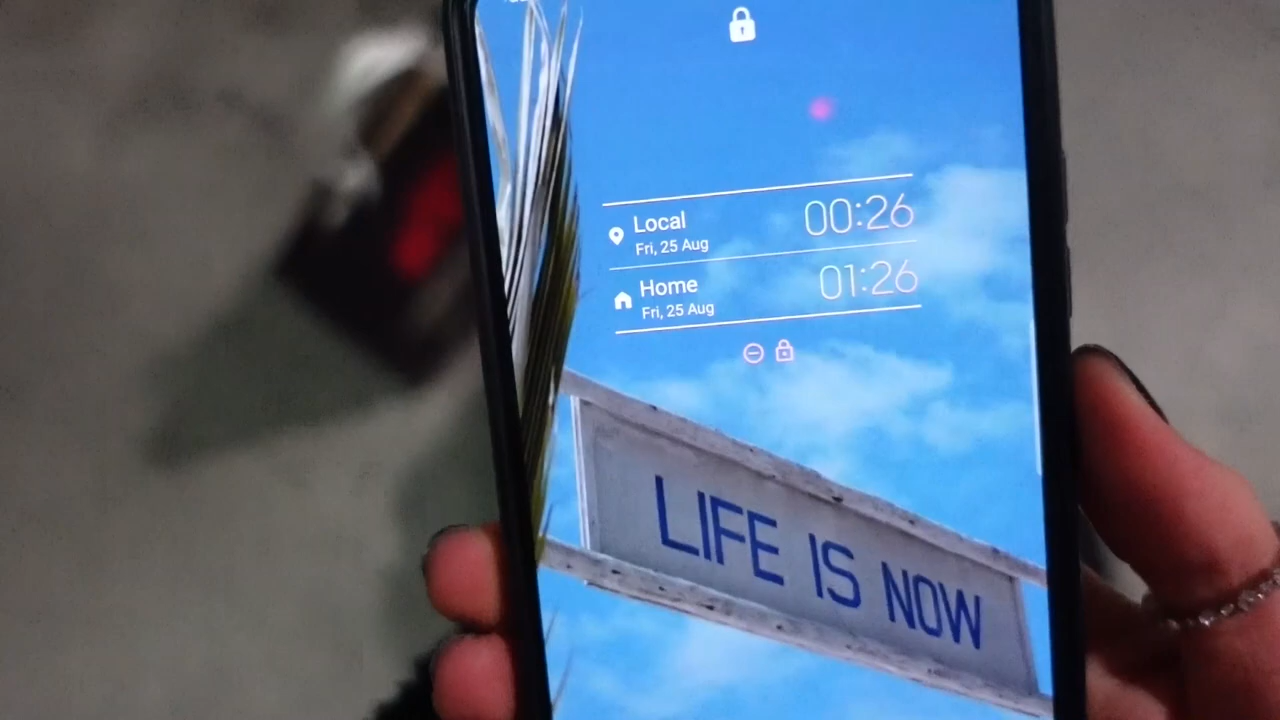 Local 00:26
Fri, 25 Aug
Home 01:26
Fri, 25 Aug
LIFE IS NOW